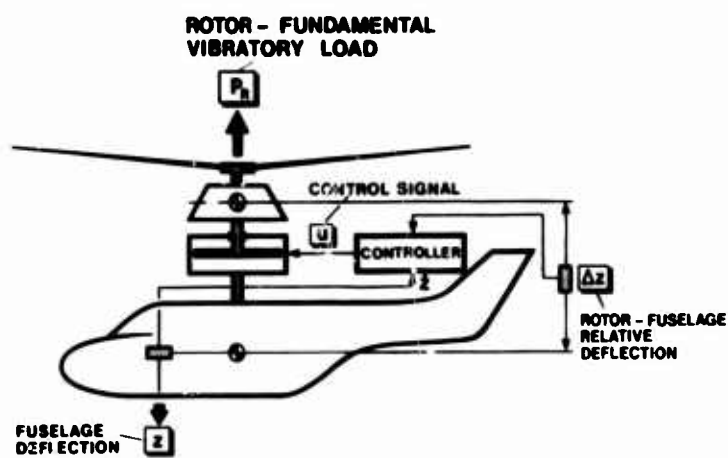 ROTOR - FUNDAMENTAL
VIBRATORY LOAD
Pn
CONTROL SIGNAL
u
CONTROLLER
z̈
Δz
ROTOR - FUSELAGE
RELATIVE
DEFLECTION
FUSELAGE
DEFLECTION
z